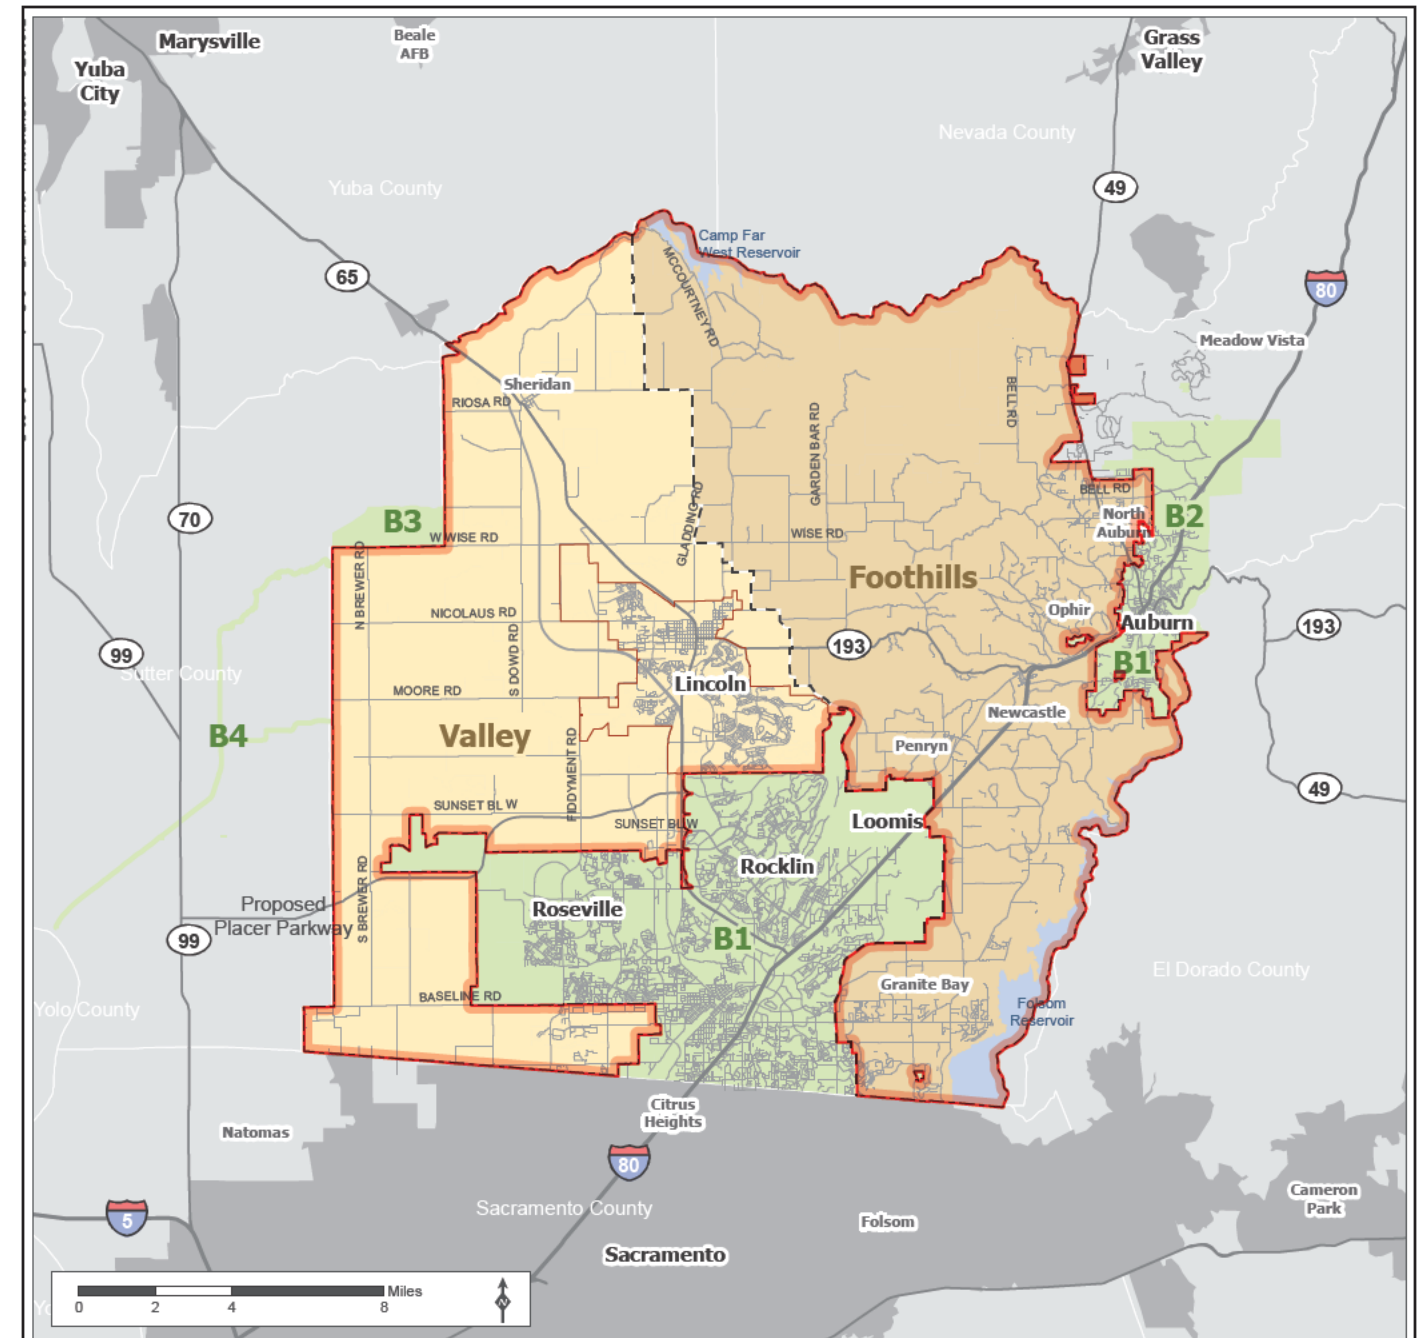 Marysville
Beale
AFB
Grass
Valley
Yuba
City
Nevada County
Yuba County
49
Camp Far
West Reservoir
65
80
MCCOURTNEY RD
Meadow Vista
Sheridan
RIOSA RD
BELL RD
GARDEN BAR RD
BELL RD
70
B3
GLADDING RD
North
Auburn
B2
W WISE RD
WISE RD
N BREWER RD
Foothills
NICOLAUS RD
Ophir
Auburn
193
193
99
Sutter County
S DOWD RD
B1
MOORE RD
Lincoln
Newcastle
B4
Valley
FIDDYMENT RD
Penryn
49
SUNSET BL W
SUNSET BL W
Loomis
Rocklin
S BREWER RD
Proposed
Placer Parkway
Roseville
99
B1
El Dorado County
Granite Bay
BASELINE RD
Yolo County
Folsom
Reservoir
Citrus
Heights
Natomas
80
Cameron
Park
Sacramento County
5
Folsom
Sacramento
Miles
0 2 4 8
N